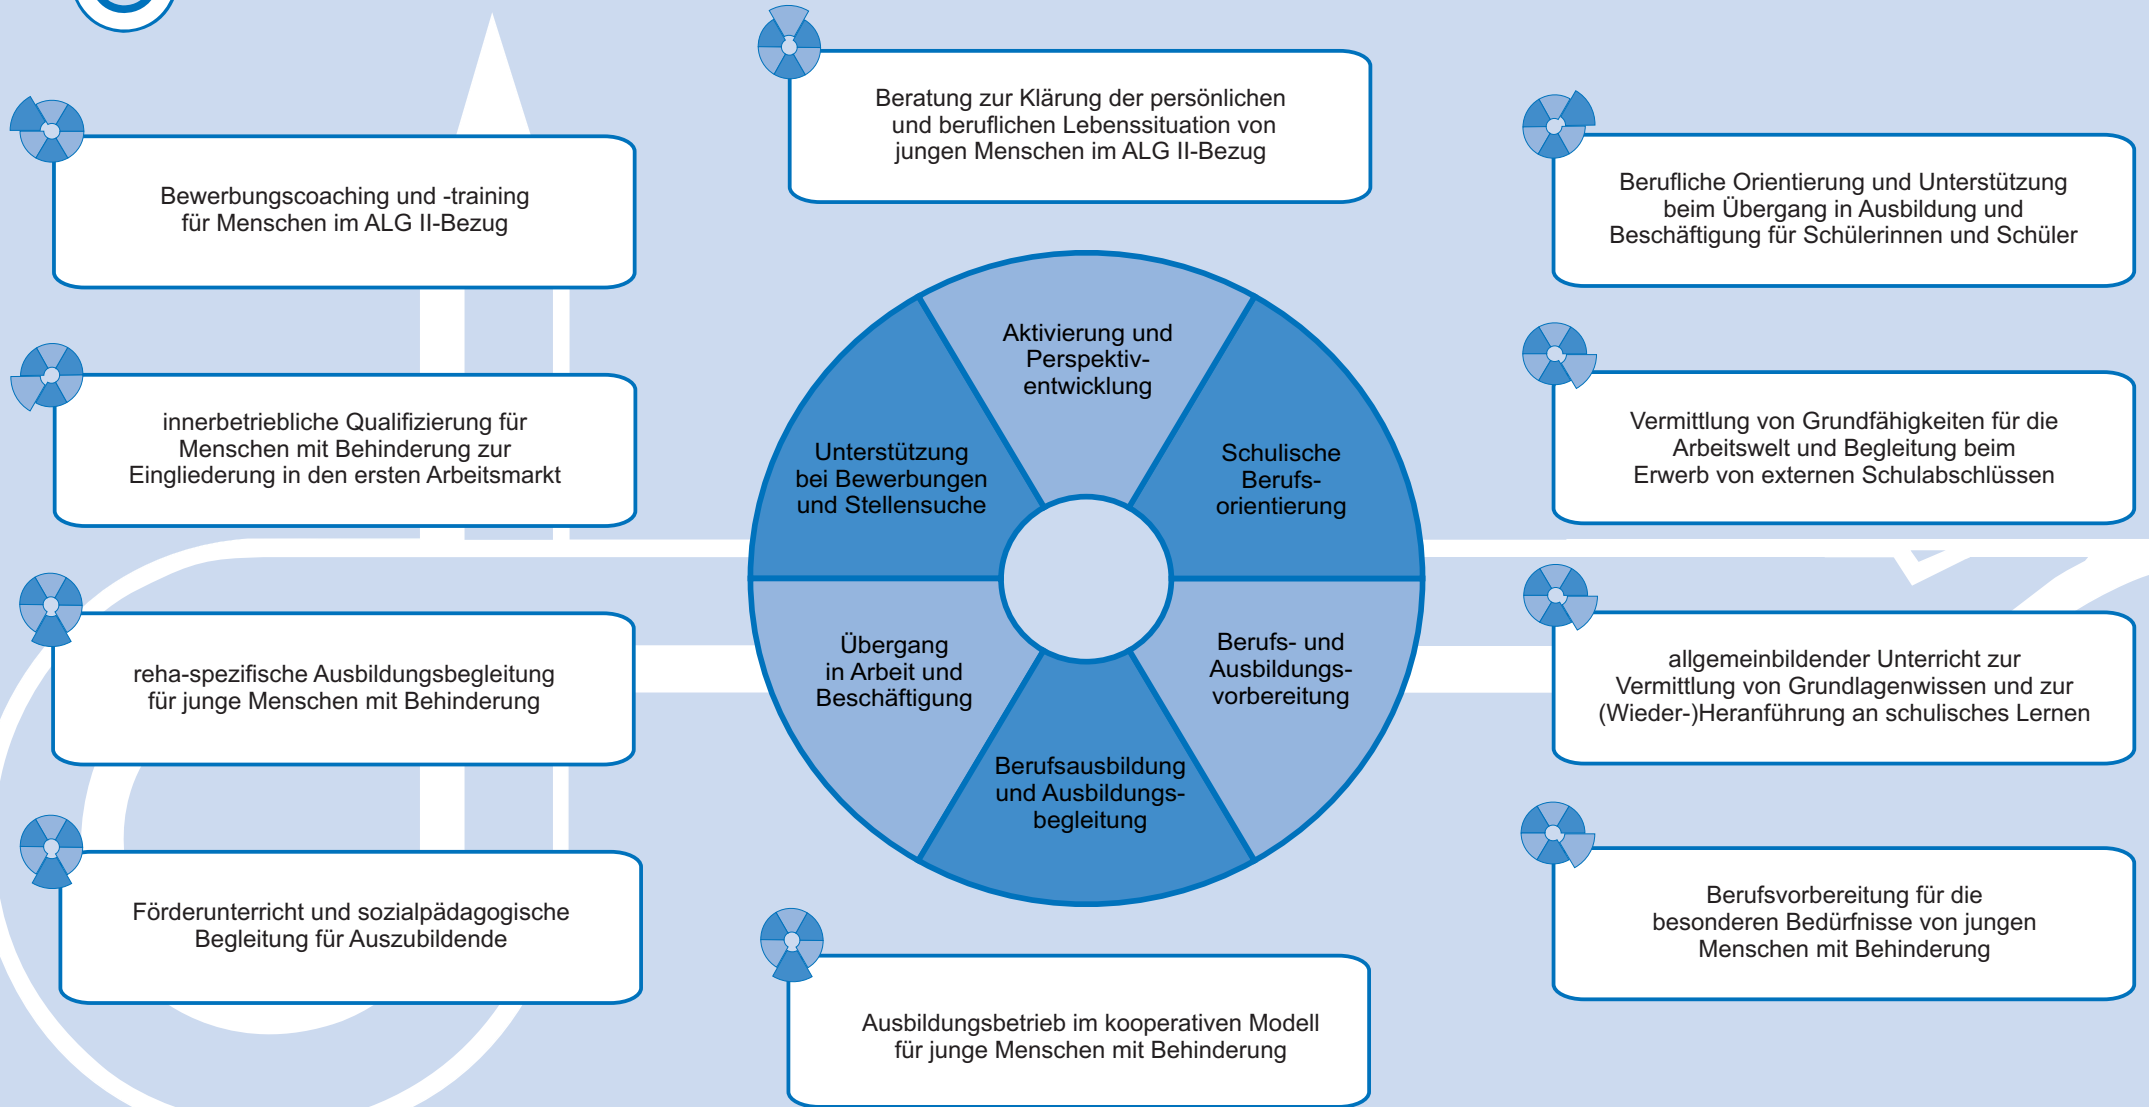 Beratung zur Klärung der persönlichen
und beruflichen Lebenssituation von
jungen Menschen im ALG II-Bezug
Bewerbungscoaching und -training
für Menschen im ALG II-Bezug
Berufliche Orientierung und Unterstützung
beim Übergang in Ausbildung und
Beschäftigung für Schülerinnen und Schüler
innerbetriebliche Qualifizierung für
Menschen mit Behinderung zur
Eingliederung in den ersten Arbeitsmarkt
Aktivierung und
Perspektiv-
entwicklung
Unterstützung
bei Bewerbungen
und Stellensuche
Schulische
Berufs-
orientierung
Vermittlung von Grundfähigkeiten für die
Arbeitswelt und Begleitung beim
Erwerb von externen Schulabschlüssen
reha-spezifische Ausbildungsbegleitung
für junge Menschen mit Behinderung
Übergang
in Arbeit und
Beschäftigung
Berufs- und
Ausbildungs-
vorbereitung
Berufsausbildung
und Ausbildungs-
begleitung
allgemeinbildender Unterricht zur
Vermittlung von Grundlagenwissen und zur
(Wieder-)Heranführung an schulisches Lernen
Förderunterricht und sozialpädagogische
Begleitung für Auszubildende
Berufsvorbereitung für die
besonderen Bedürfnisse von jungen
Menschen mit Behinderung
Ausbildungsbetrieb im kooperativen Modell
für junge Menschen mit Behinderung